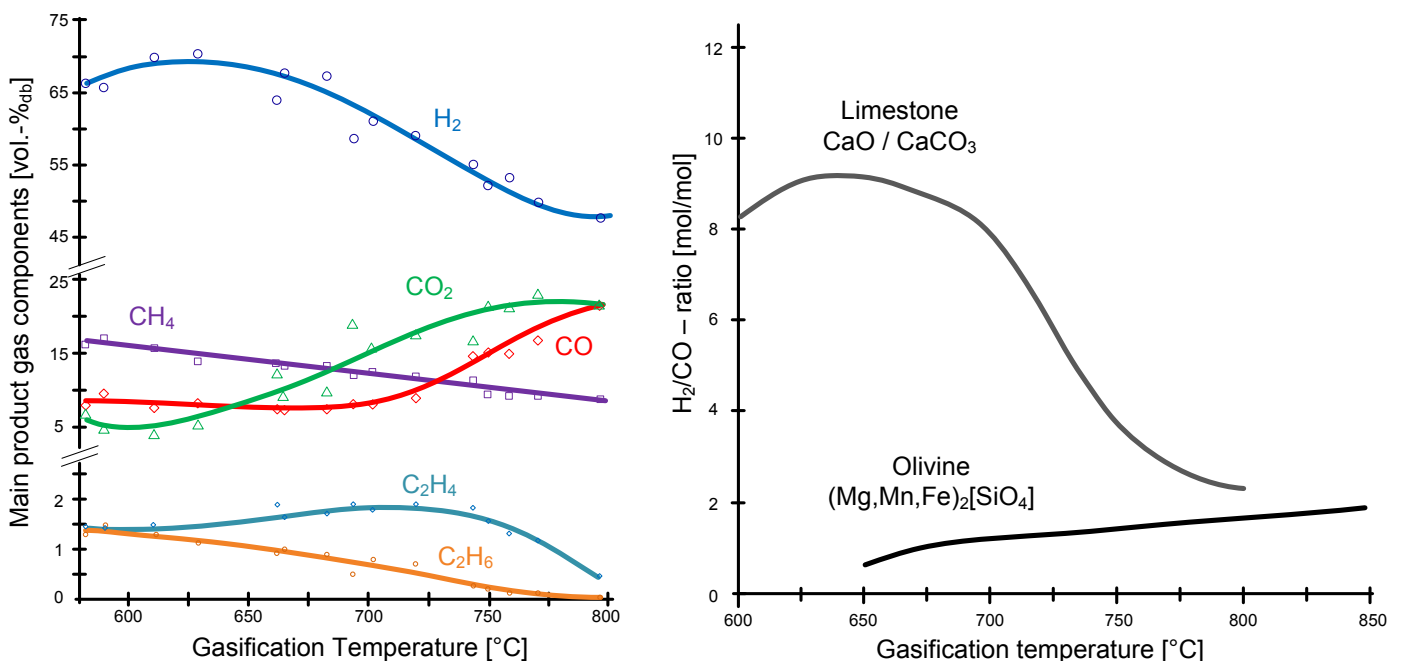 Main product gas components [vol.-%db]
75
65
55
45
25
15
5
2
1
0
H2
CO2
CH4
CO
C2H4
C2H6
600 650 700 750 800
Gasification Temperature [°C]
H2/CO – ratio [mol/mol]
12
10
8
6
4
2
0
Limestone
CaO / CaCO3
Olivine
(Mg,Mn,Fe)2[SiO4]
600 650 700 750 800 850
Gasification temperature [°C]